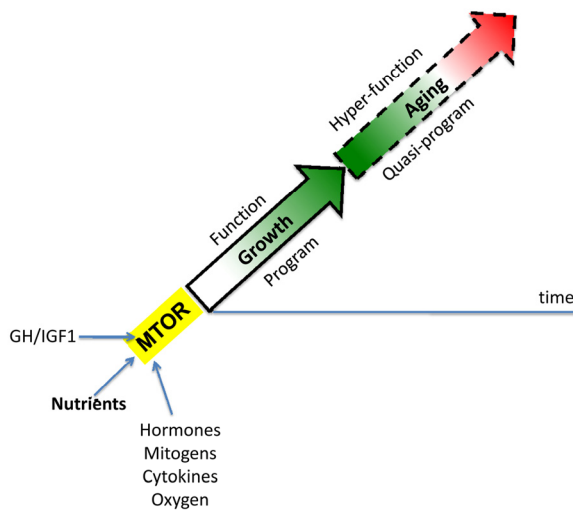 Hyper-function
Aging
Quasi-program
Function
Growth
Program
time
MTOR
GH/IGF1
Nutrients
Hormones
Mitogens
Cytokines
Oxygen